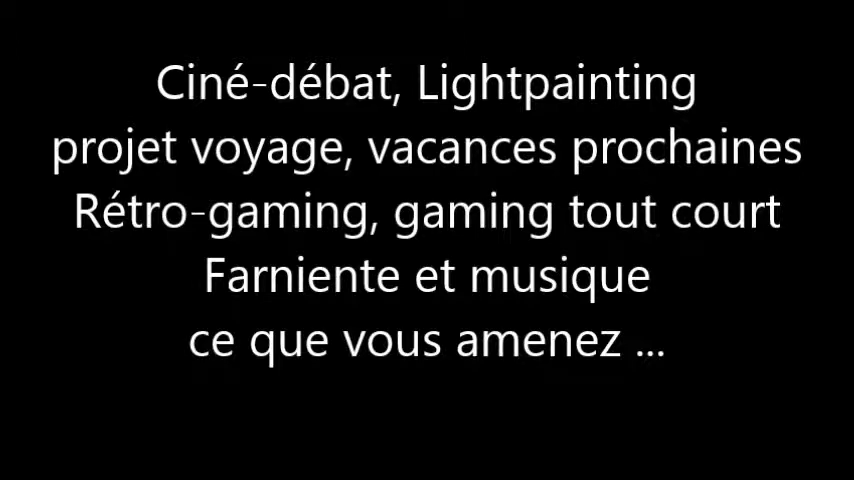 Ciné-débat, Lightpainting
projet voyage, vacances prochaines
Rétro-gaming, gaming tout court
Farniente et musique
ce que vous amenez ...